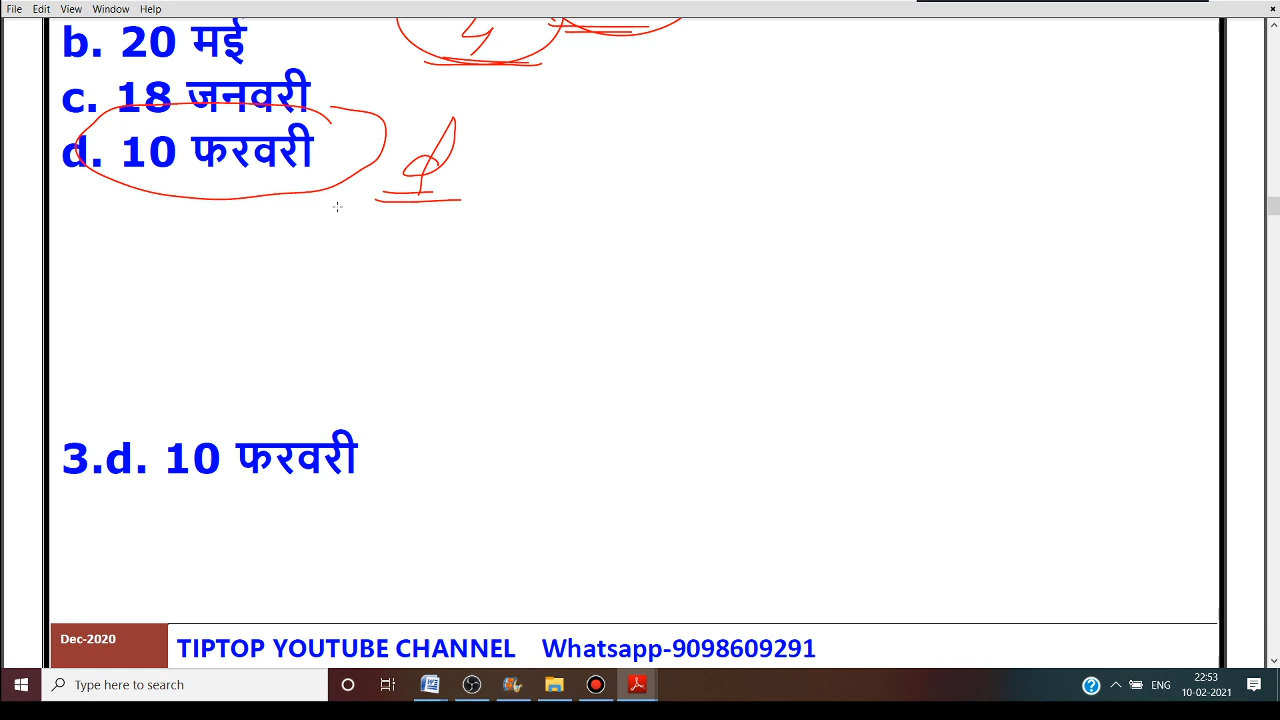 File Edit View Window Help
b. 20 मई
4
c. 18 जनवरी
d. 10 फरवरी
3.d. 10 फरवरी
Dec-2020
TIPTOP YOUTUBE CHANNEL Whatsapp-9098609291
Type here to search
ENG
22:53
10-02-2021